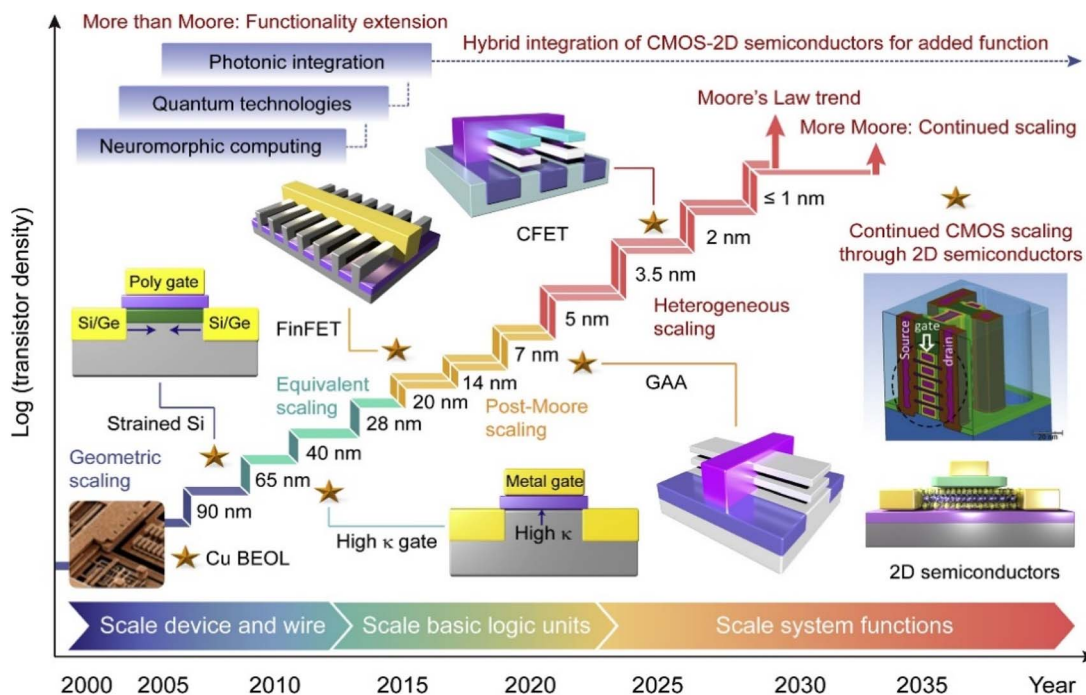 More than Moore: Functionality extension
Photonic integration
Quantum technologies
Neuromorphic computing
Hybrid integration of CMOS-2D semiconductors for added function
Moore's Law trend
More Moore: Continued scaling
Log (transistor density)
CFET
≤ 1 nm
2 nm
3.5 nm
5 nm
7 nm
14 nm
20 nm
28 nm
40 nm
65 nm
90 nm
Continued CMOS scaling
through 2D semiconductors
Heterogeneous
scaling
Poly gate
Si/Ge
Si/Ge
FinFET
Equivalent
scaling
Post-Moore
scaling
GAA
Source
gate
drain
Strained Si
Geometric
scaling
Cu BEOL
Metal gate
High κ
High κ gate
2D semiconductors
Scale device and wire
Scale basic logic units
Scale system functions
2000
2005
2010
2015
2020
2025
2030
2035
Year